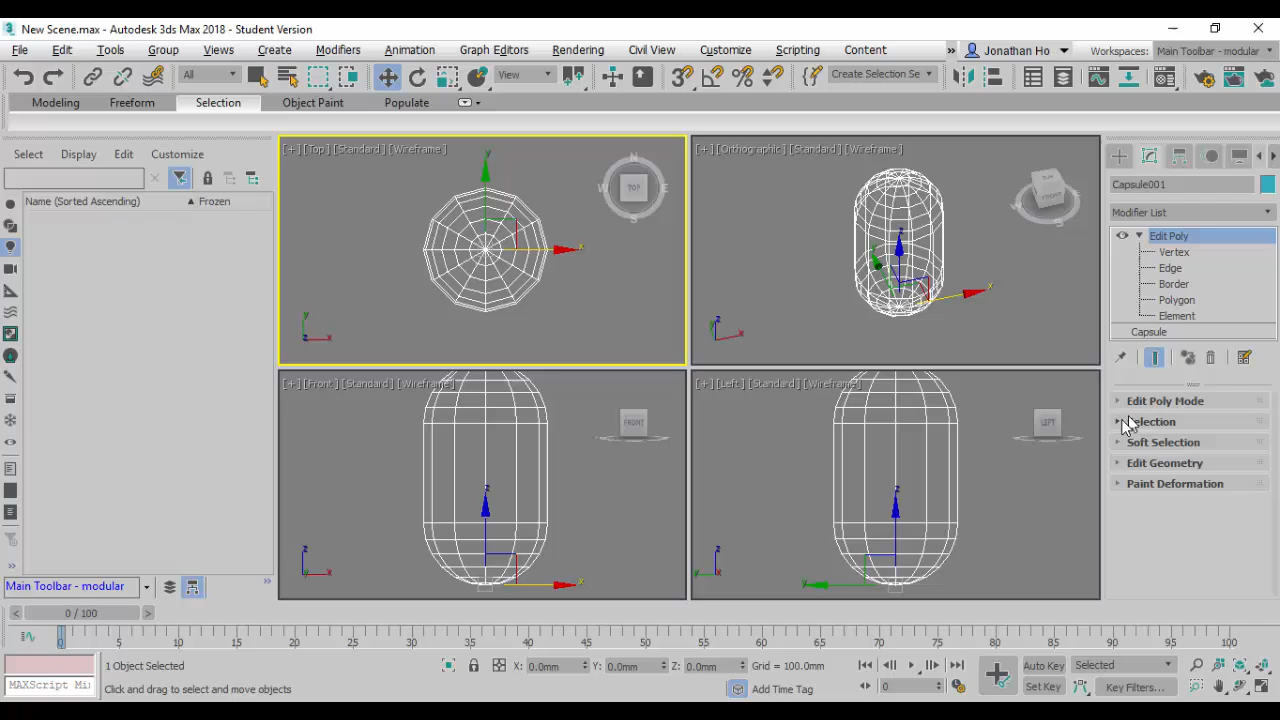 New Scene.max - Autodesk 3ds Max 2018 - Student Version
File Edit Tools Group Views Create Modifiers Animation Graph Editors Rendering Civil View Customize Scripting Content » Jonathan Ho Workspaces: Main Toolbar - modular
All View Create Selection Se
Modeling Freeform Selection Object Paint Populate
Select Display Edit Customize
Name (Sorted Ascending) ▲ Frozen
[+] [Top] [Standard] [Wireframe]
y
x
N
W
E
S
TOP
y
z
x
[+] [Orthographic] [Standard] [Wireframe]
z
x
TOP
FRONT
W
S
z
y
x
[+] [Front] [Standard] [Wireframe]
FRONT
z
x
z
x
[+] [Left] [Standard] [Wireframe]
LEFT
z
y
z
y
x
Capsule001
Modifier List
Edit Poly
Vertex
Edge
Border
Polygon
Element
Capsule
Edit Poly Mode
election
Soft Selection
Edit Geometry
Paint Deformation
Main Toolbar - modular »
< 0 / 100 >
0 5 10 15 20 25 30 35 40 45 50 55 60 65 70 75 80 85 90 95 100
1 Object Selected X: 0.0mm Y: 0.0mm Z: 0.0mm Grid = 100.0mm Auto Key Selected
MAXScript Mi
Click and drag to select and move objects Add Time Tag 0 Set Key Key Filters...